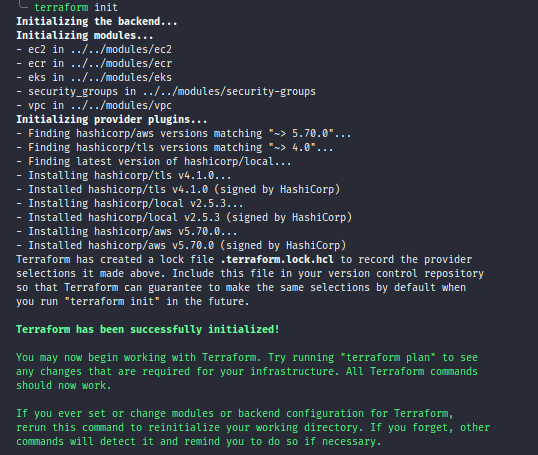 terraform init
Initializing the backend...
Initializing modules...
- ec2 in ../../modules/ec2
- ecr in ../../modules/ecr
- eks in ../../modules/eks
- security_groups in ../../modules/security-groups
- vpc in ../../modules/vpc
Initializing provider plugins...
- Finding hashicorp/aws versions matching "~> 5.70.0"...
- Finding hashicorp/tls versions matching "~> 4.0"...
- Finding latest version of hashicorp/local...
- Installing hashicorp/tls v4.1.0...
- Installed hashicorp/tls v4.1.0 (signed by HashiCorp)
- Installing hashicorp/local v2.5.3...
- Installed hashicorp/local v2.5.3 (signed by HashiCorp)
- Installing hashicorp/aws v5.70.0...
- Installed hashicorp/aws v5.70.0 (signed by HashiCorp)
Terraform has created a lock file .terraform.lock.hcl to record the provider
selections it made above. Include this file in your version control repository
so that Terraform can guarantee to make the same selections by default when
you run "terraform init" in the future.
Terraform has been successfully initialized!
You may now begin working with Terraform. Try running "terraform plan" to see
any changes that are required for your infrastructure. All Terraform commands
should now work.
If you ever set or change modules or backend configuration for Terraform,
rerun this command to reinitialize your working directory. If you forget, other
commands will detect it and remind you to do so if necessary.